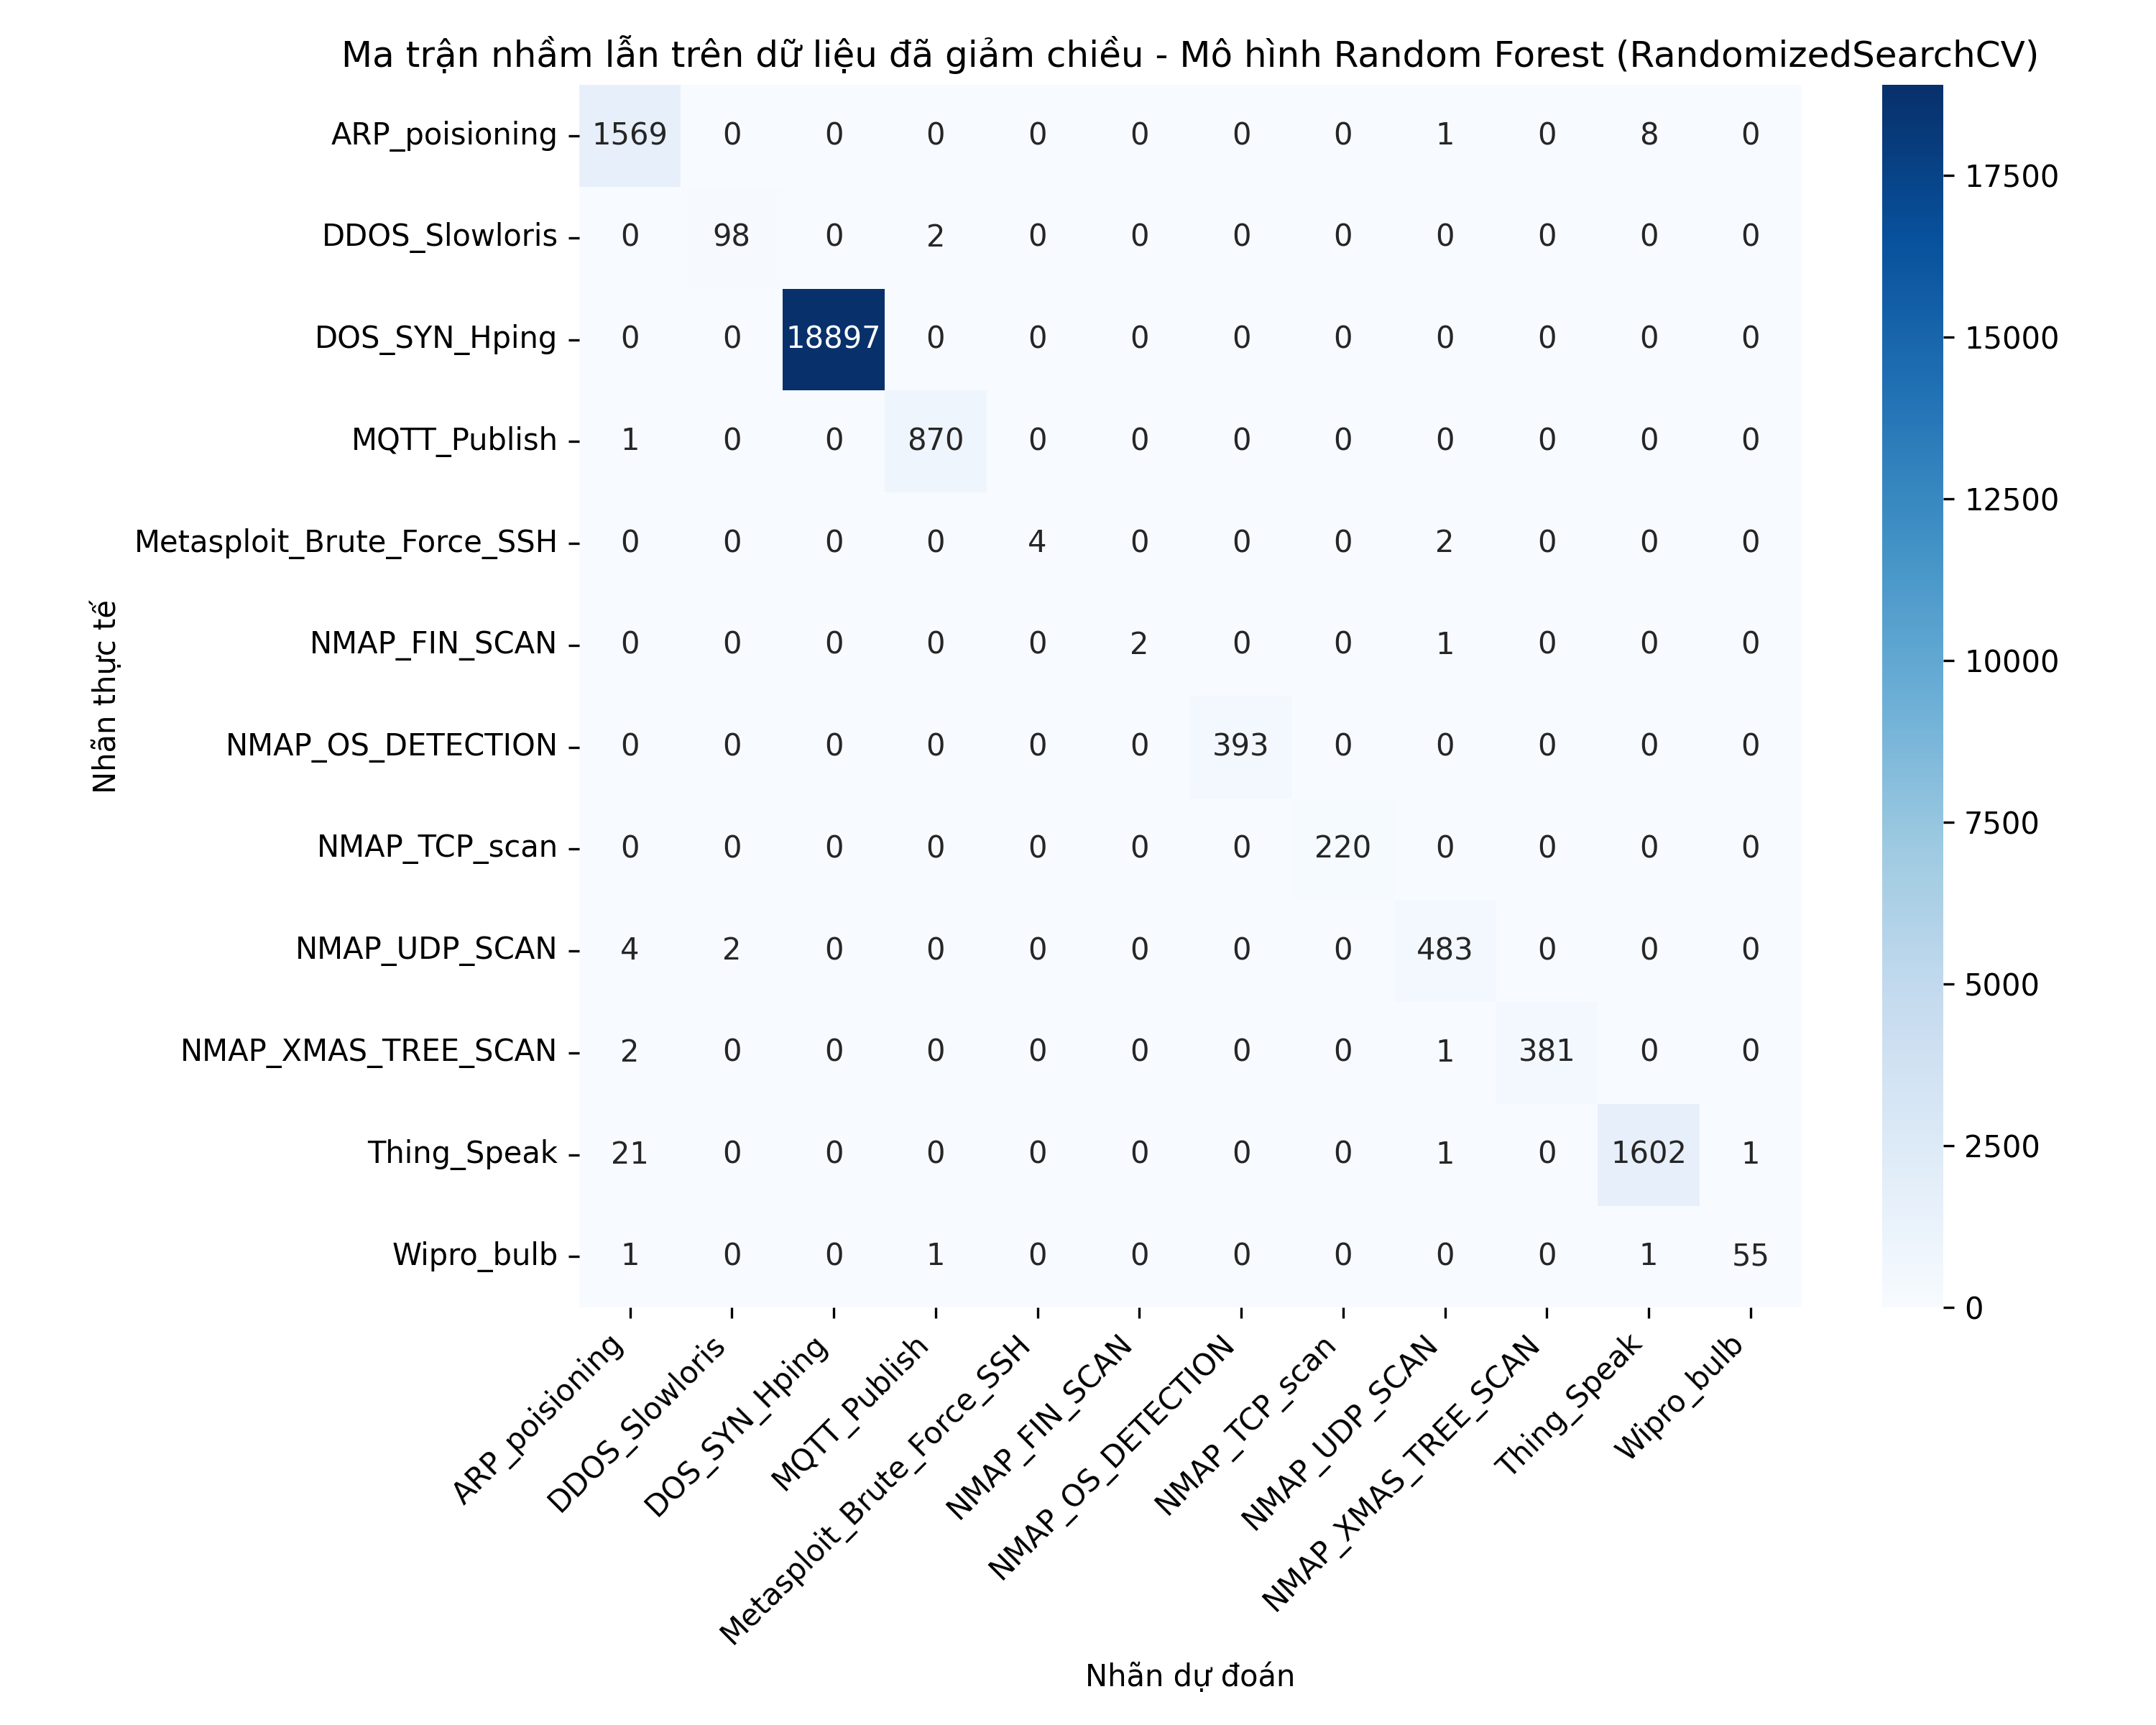 Ma trận nhầm lẫn trên dữ liệu đã giảm chiều - Mô hình Random Forest (RandomizedSearchCV)
ARP_poisioning 1569 0 0 0 0 0 0 0 1 0 8 0
DDOS_Slowloris 0 98 0 2 0 0 0 0 0 0 0 0
DOS_SYN_Hping 0 0 18897 0 0 0 0 0 0 0 0 0
MQTT_Publish 1 0 0 870 0 0 0 0 0 0 0 0
Metasploit_Brute_Force_SSH 0 0 0 0 4 0 0 0 2 0 0 0
NMAP_FIN_SCAN 0 0 0 0 0 2 0 0 1 0 0 0
NMAP_OS_DETECTION 0 0 0 0 0 0 393 0 0 0 0 0
NMAP_TCP_scan 0 0 0 0 0 0 0 220 0 0 0 0
NMAP_UDP_SCAN 4 2 0 0 0 0 0 0 483 0 0 0
NMAP_XMAS_TREE_SCAN 2 0 0 0 0 0 0 0 1 381 0 0
Thing_Speak 21 0 0 0 0 0 0 0 1 0 1602 1
Wipro_bulb 1 0 0 1 0 0 0 0 0 0 1 55
Nhãn thực tế
ARP_poisioning
DDOS_Slowloris
DOS_SYN_Hping
MQTT_Publish
Metasploit_Brute_Force_SSH
NMAP_FIN_SCAN
NMAP_OS_DETECTION
NMAP_TCP_scan
NMAP_UDP_SCAN
NMAP_XMAS_TREE_SCAN
Thing_Speak
Wipro_bulb
Nhãn dự đoán
17500
15000
12500
10000
7500
5000
2500
0